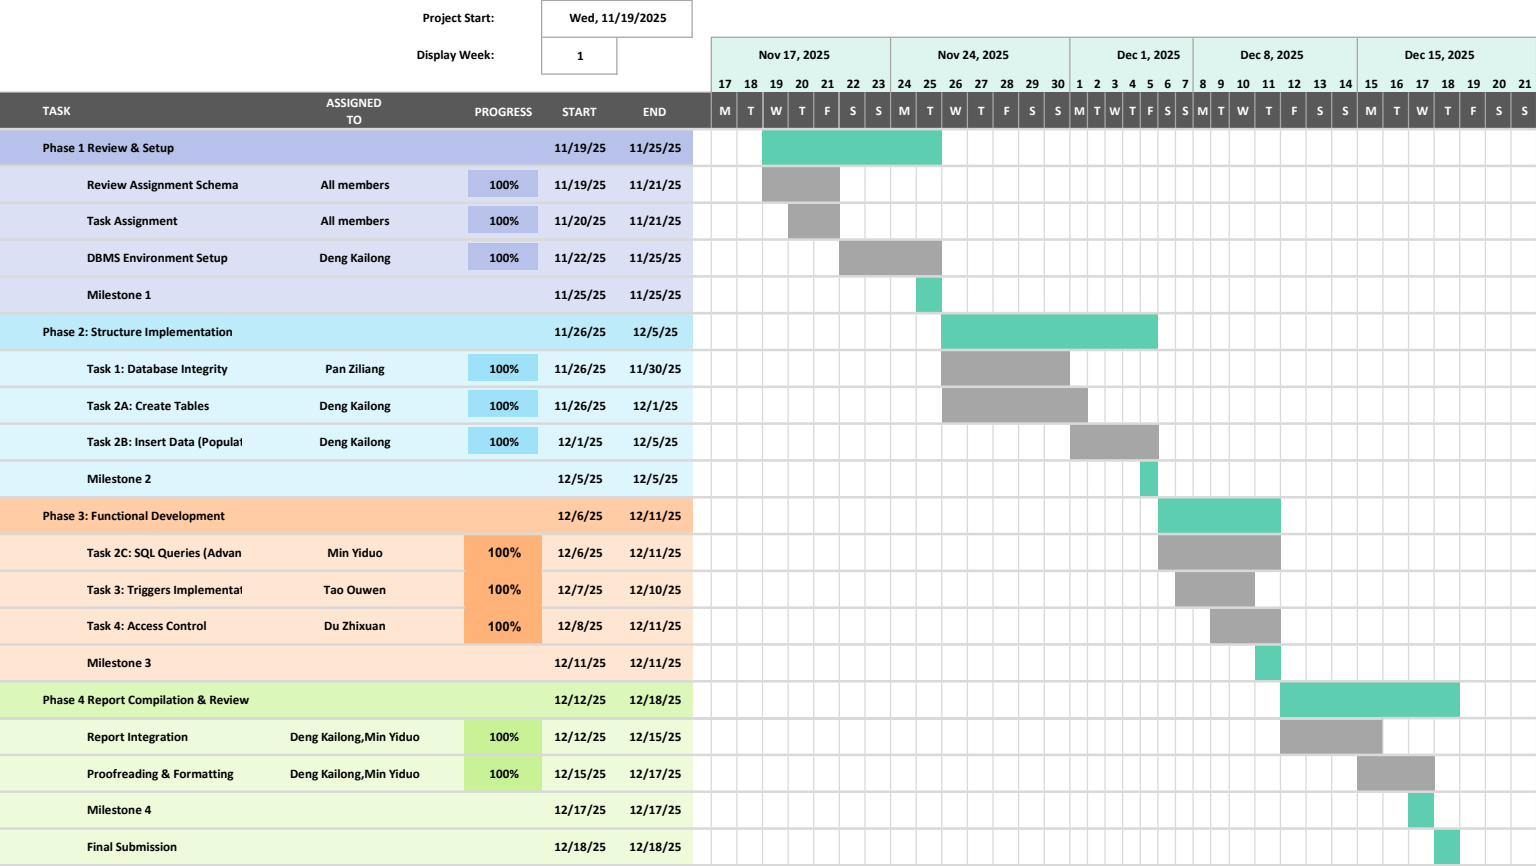 Project Start: Wed, 11/19/2025
Display Week: 1 Nov 17, 2025 Nov 24, 2025 Dec 1, 2025 Dec 8, 2025 Dec 15, 2025
17 18 19 20 21 22 23 24 25 26 27 28 29 30 1 2 3 4 5 6 7 8 9 10 11 12 13 14 15 16 17 18 19 20 21
TASK ASSIGNED TO PROGRESS START END M T W T F S S M T W T F S S M T W T F S S M T W T F S S M T W T F S S
Phase 1 Review & Setup 11/19/25 11/25/25
Review Assignment Schema All members 100% 11/19/25 11/21/25
Task Assignment All members 100% 11/20/25 11/21/25
DBMS Environment Setup Deng Kailong 100% 11/22/25 11/25/25
Milestone 1 11/25/25 11/25/25
Phase 2: Structure Implementation 11/26/25 12/5/25
Task 1: Database Integrity Pan Ziliang 100% 11/26/25 11/30/25
Task 2A: Create Tables Deng Kailong 100% 11/26/25 12/1/25
Task 2B: Insert Data (Populat Deng Kailong 100% 12/1/25 12/5/25
Milestone 2 12/5/25 12/5/25
Phase 3: Functional Development 12/6/25 12/11/25
Task 2C: SQL Queries (Advan Min Yiduo 100% 12/6/25 12/11/25
Task 3: Triggers Implementat Tao Ouwen 100% 12/7/25 12/10/25
Task 4: Access Control Du Zhixuan 100% 12/8/25 12/11/25
Milestone 3 12/11/25 12/11/25
Phase 4 Report Compilation & Review 12/12/25 12/18/25
Report Integration Deng Kailong,Min Yiduo 100% 12/12/25 12/15/25
Proofreading & Formatting Deng Kailong,Min Yiduo 100% 12/15/25 12/17/25
Milestone 4 12/17/25 12/17/25
Final Submission 12/18/25 12/18/25